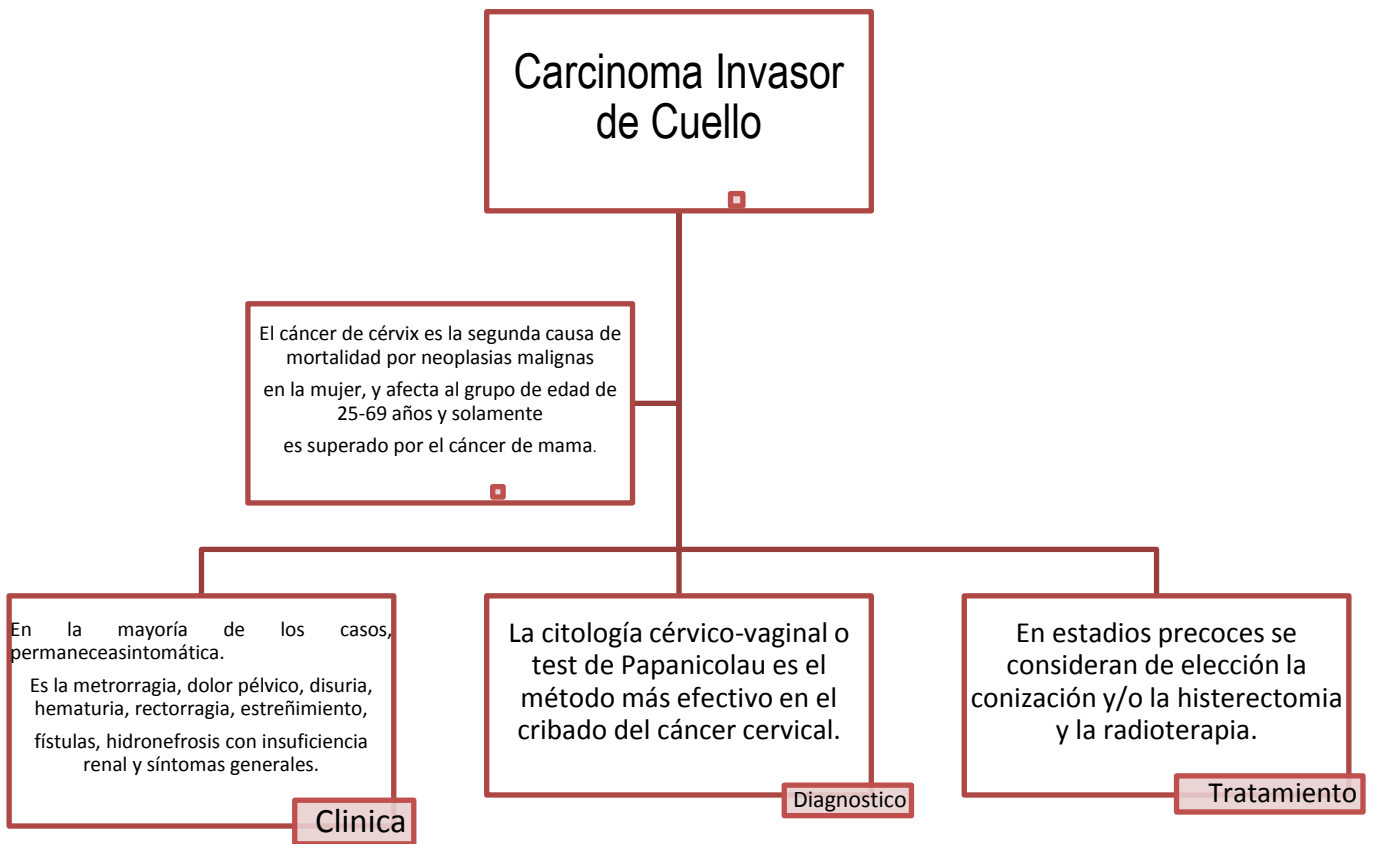 Carcinoma Invasor
de Cuello
El cáncer de cérvix es la segunda causa de
mortalidad por neoplasias malignas
en la mujer, y afecta al grupo de edad de
25-69 años y solamente
es superado por el cáncer de mama.
En la mayoría de los casos,
permaneceasintomática.
Es la metrorragia, dolor pélvico, disuria,
hematuria, rectorragia, estreñimiento,
fístulas, hidronefrosis con insuficiencia
renal y síntomas generales.
Clinica
La citología cérvico-vaginal o
test de Papanicolau es el
método más efectivo en el
cribado del cáncer cervical.
Diagnostico
En estadios precoces se
consideran de elección la
conización y/o la histerectomia
y la radioterapia.
Tratamiento